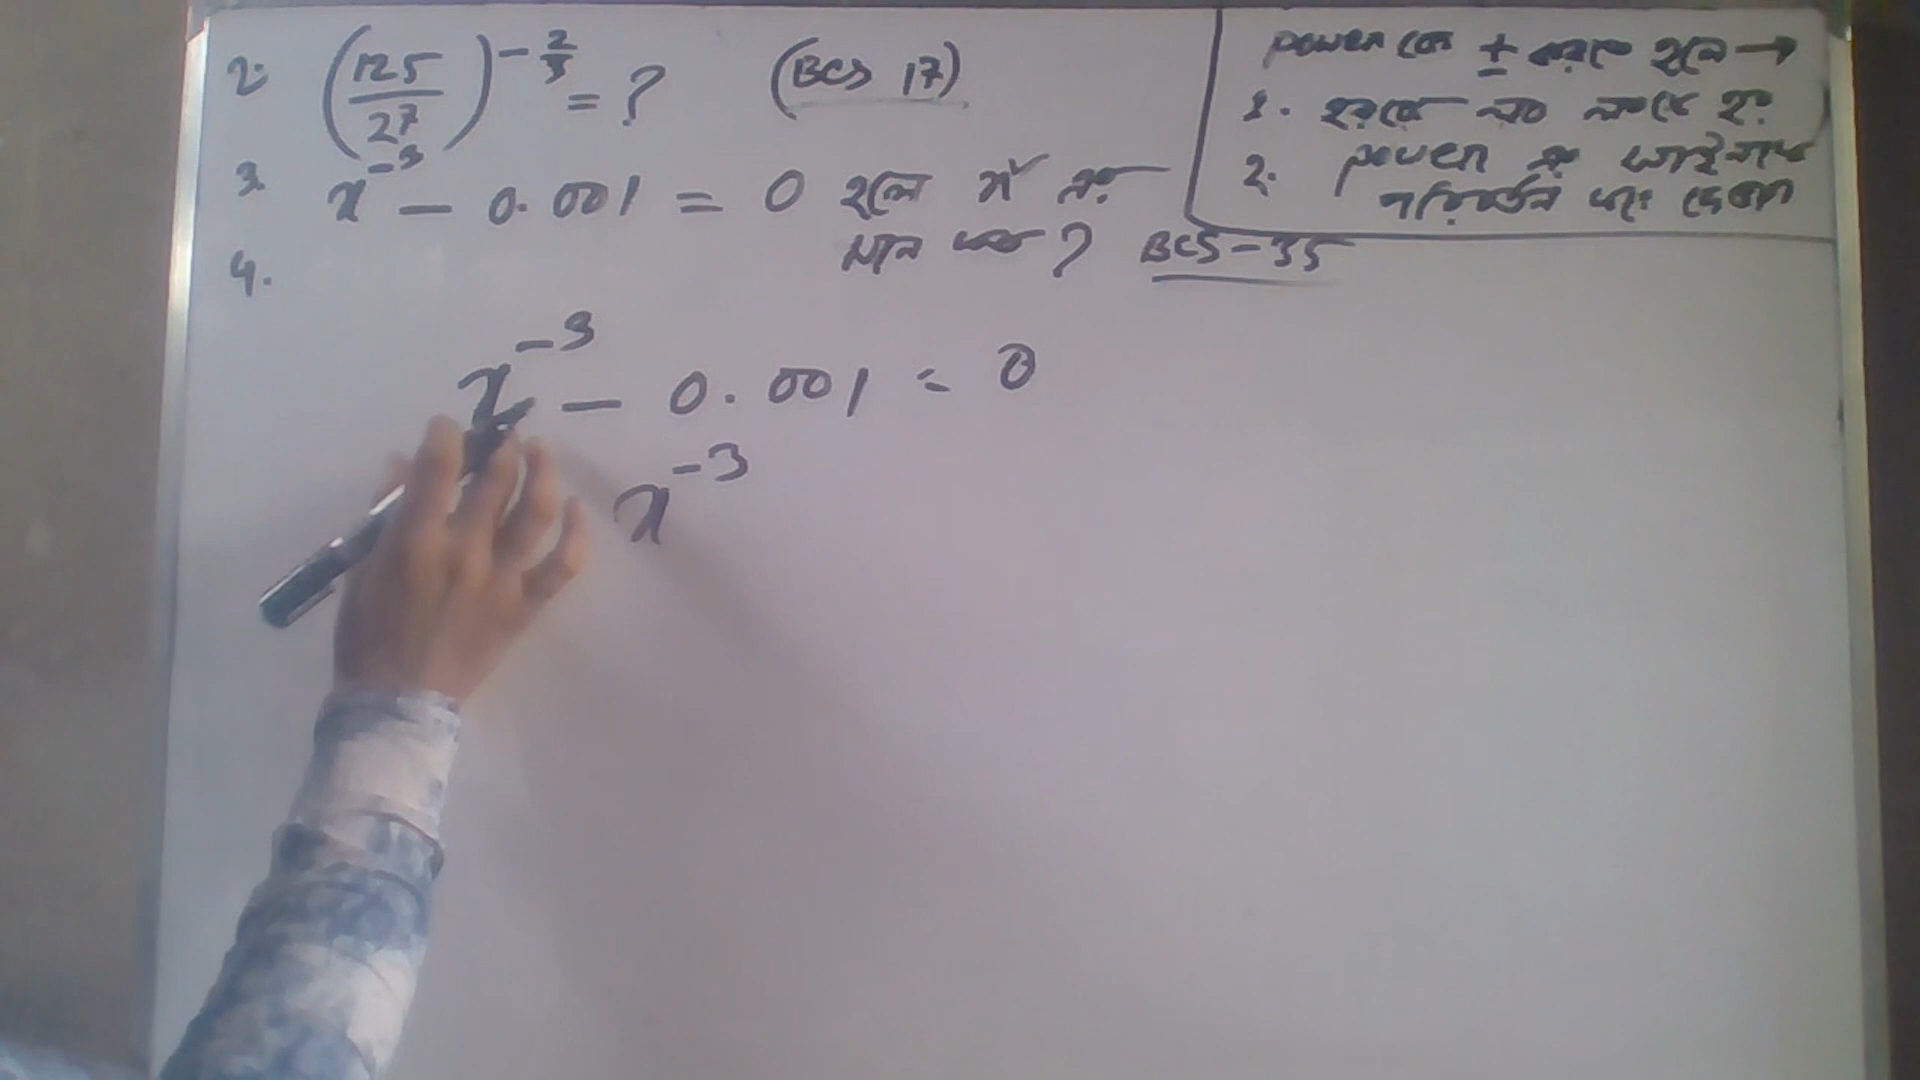 2. (125/27)^-2/3 = ? (BCS 17)
3. x^-3 - 0.001 = 0 হলে x² এর
মান কত? BCS-35
4.
power কে ± করতে হলে →
1. হরকে লব লবকে হর
2. power এর সাইনকে
পরিবর্তন করে দেব
x^-3 - 0.001 = 0
x^-3